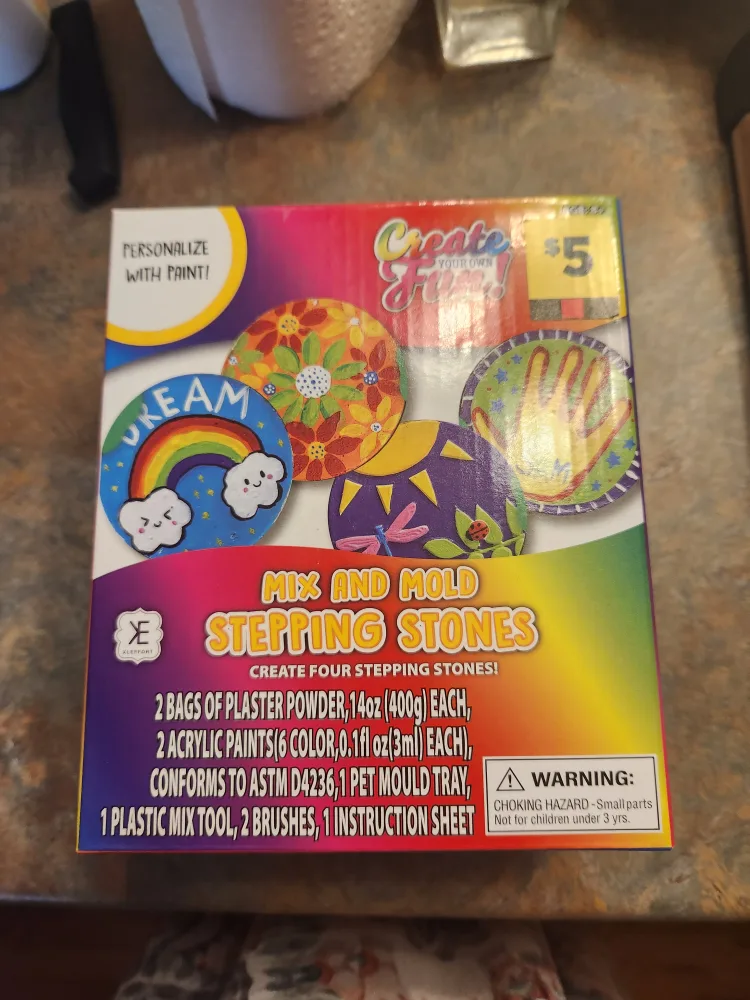 PERSONALIZE
WITH PAINT!
Create
YOUR OWN
Fun!
$5
DREAM
MIX AND MOLD
STEPPING STONES
CREATE FOUR STEPPING STONES!
KE
2 BAGS OF PLASTER POWDER,14oz (400g) EACH,
2 ACRYLIC PAINTS(6 COLOR,0.1fl oz(3ml) EACH),
CONFORMS TO ASTM D4236,1 PET MOULD TRAY,
1 PLASTIC MIX TOOL, 2 BRUSHES, 1 INSTRUCTION SHEET
WARNING:
CHOKING HAZARD-Small parts
Not for children under 3 yrs.